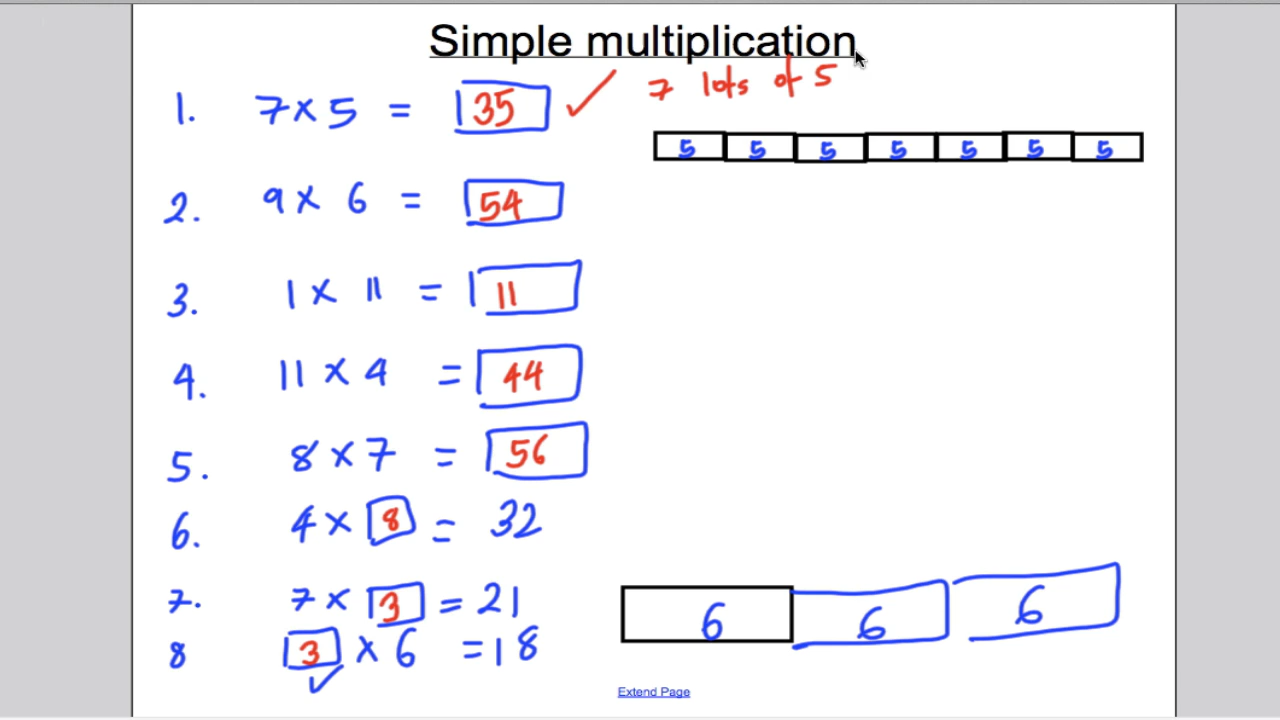 Simple multiplication
1. 7 × 5 = 35 ✓ 7 lots of 5
5 5 5 5 5 5 5
2. 9 × 6 = 54
3. 1 × 11 = 11
4. 11 × 4 = 44
5. 8 × 7 = 56
6. 4 × 8 = 32
7. 7 × 3 = 21
8 3 × 6 = 18 ✓
6 6 6
Extend Page